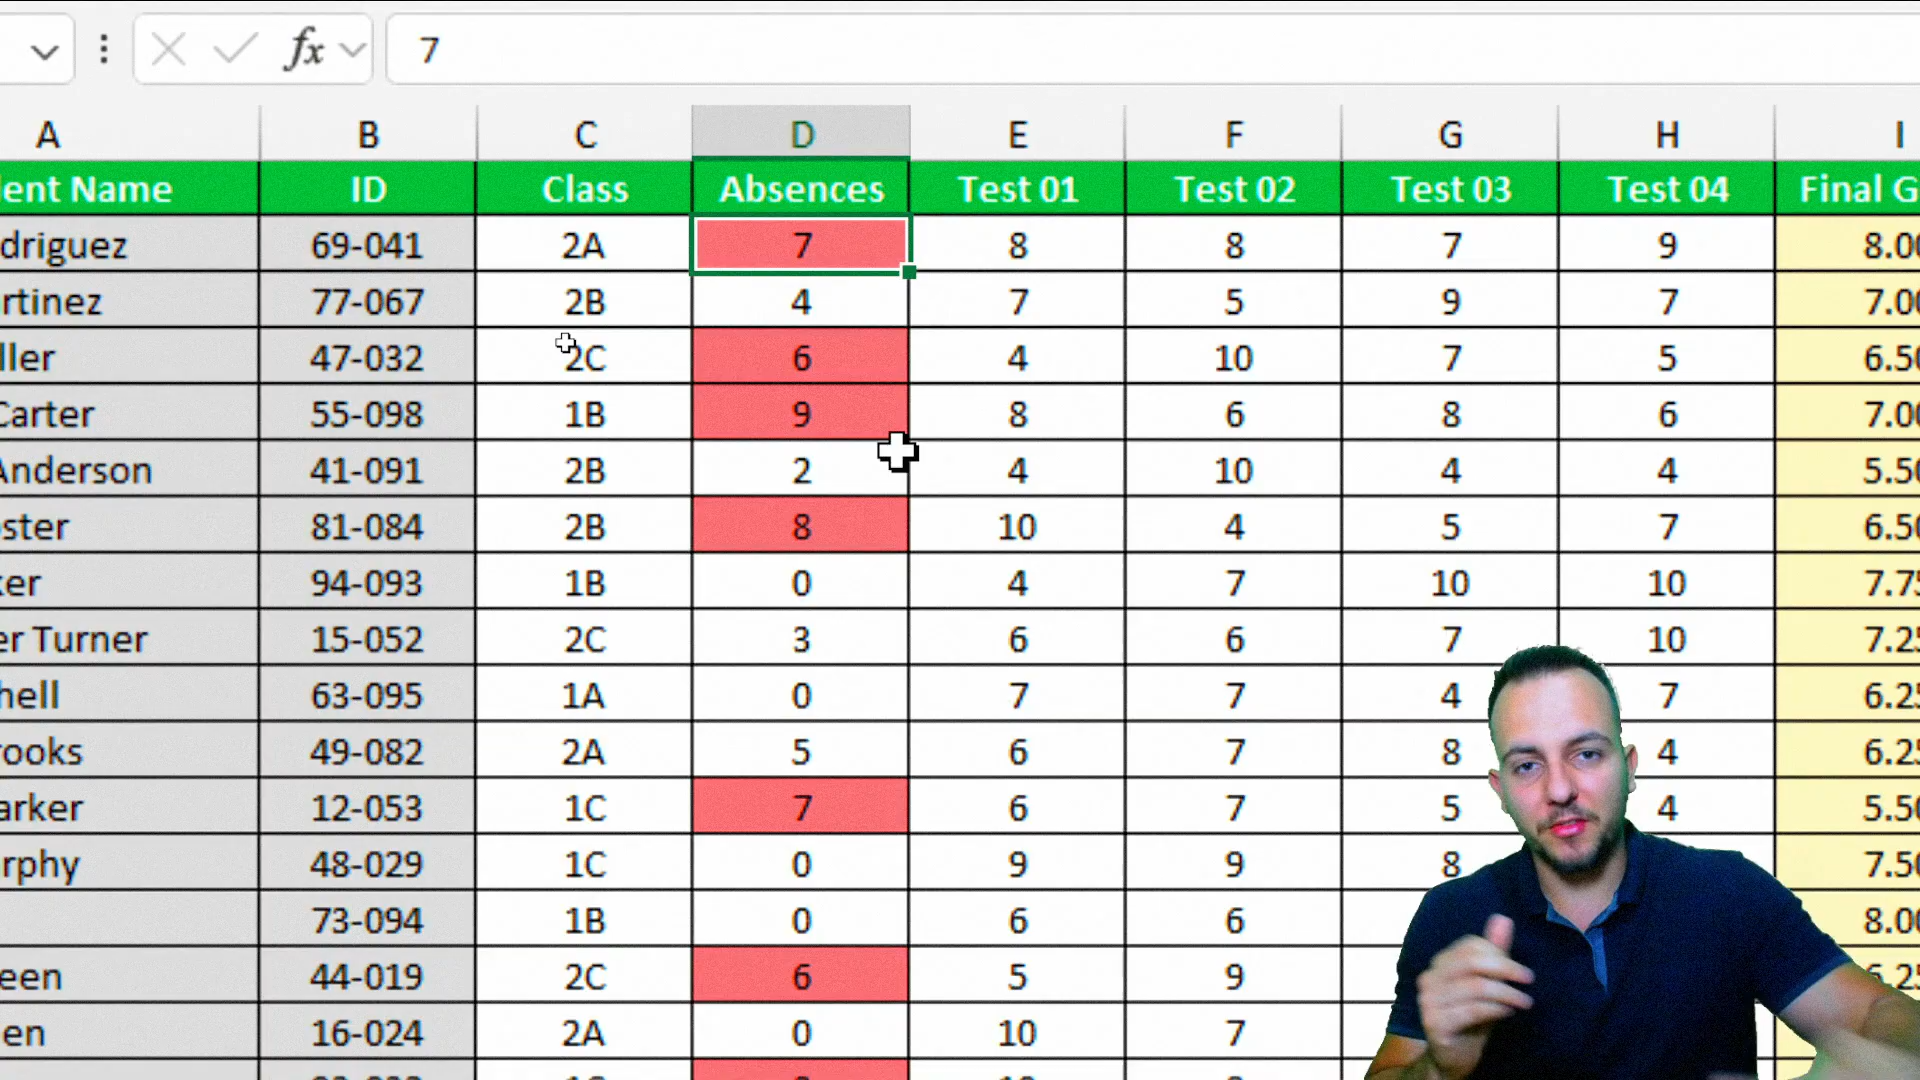 fx 7
A B C D E F G H I
ent Name ID Class Absences Test 01 Test 02 Test 03 Test 04 Final G
driguez 69-041 2A 7 8 8 7 9 8.00
rtinez 77-067 2B 4 7 5 9 7 7.00
ller 47-032 2C 6 4 10 7 5 6.50
Carter 55-098 1B 9 8 6 8 6 7.00
Anderson 41-091 2B 2 4 10 4 4 5.50
ster 81-084 2B 8 10 4 5 7 6.50
ker 94-093 1B 0 4 7 10 10 7.75
er Turner 15-052 2C 3 6 6 7 10 7.25
hell 63-095 1A 0 7 7 4 7 6.25
rooks 49-082 2A 5 6 7 8 4 6.25
arker 12-053 1C 7 6 7 5 4 5.50
rphy 48-029 1C 0 9 9 8 7.50
73-094 1B 0 6 6 8.00
een 44-019 2C 6 5 9 6.25
en 16-024 2A 0 10 7